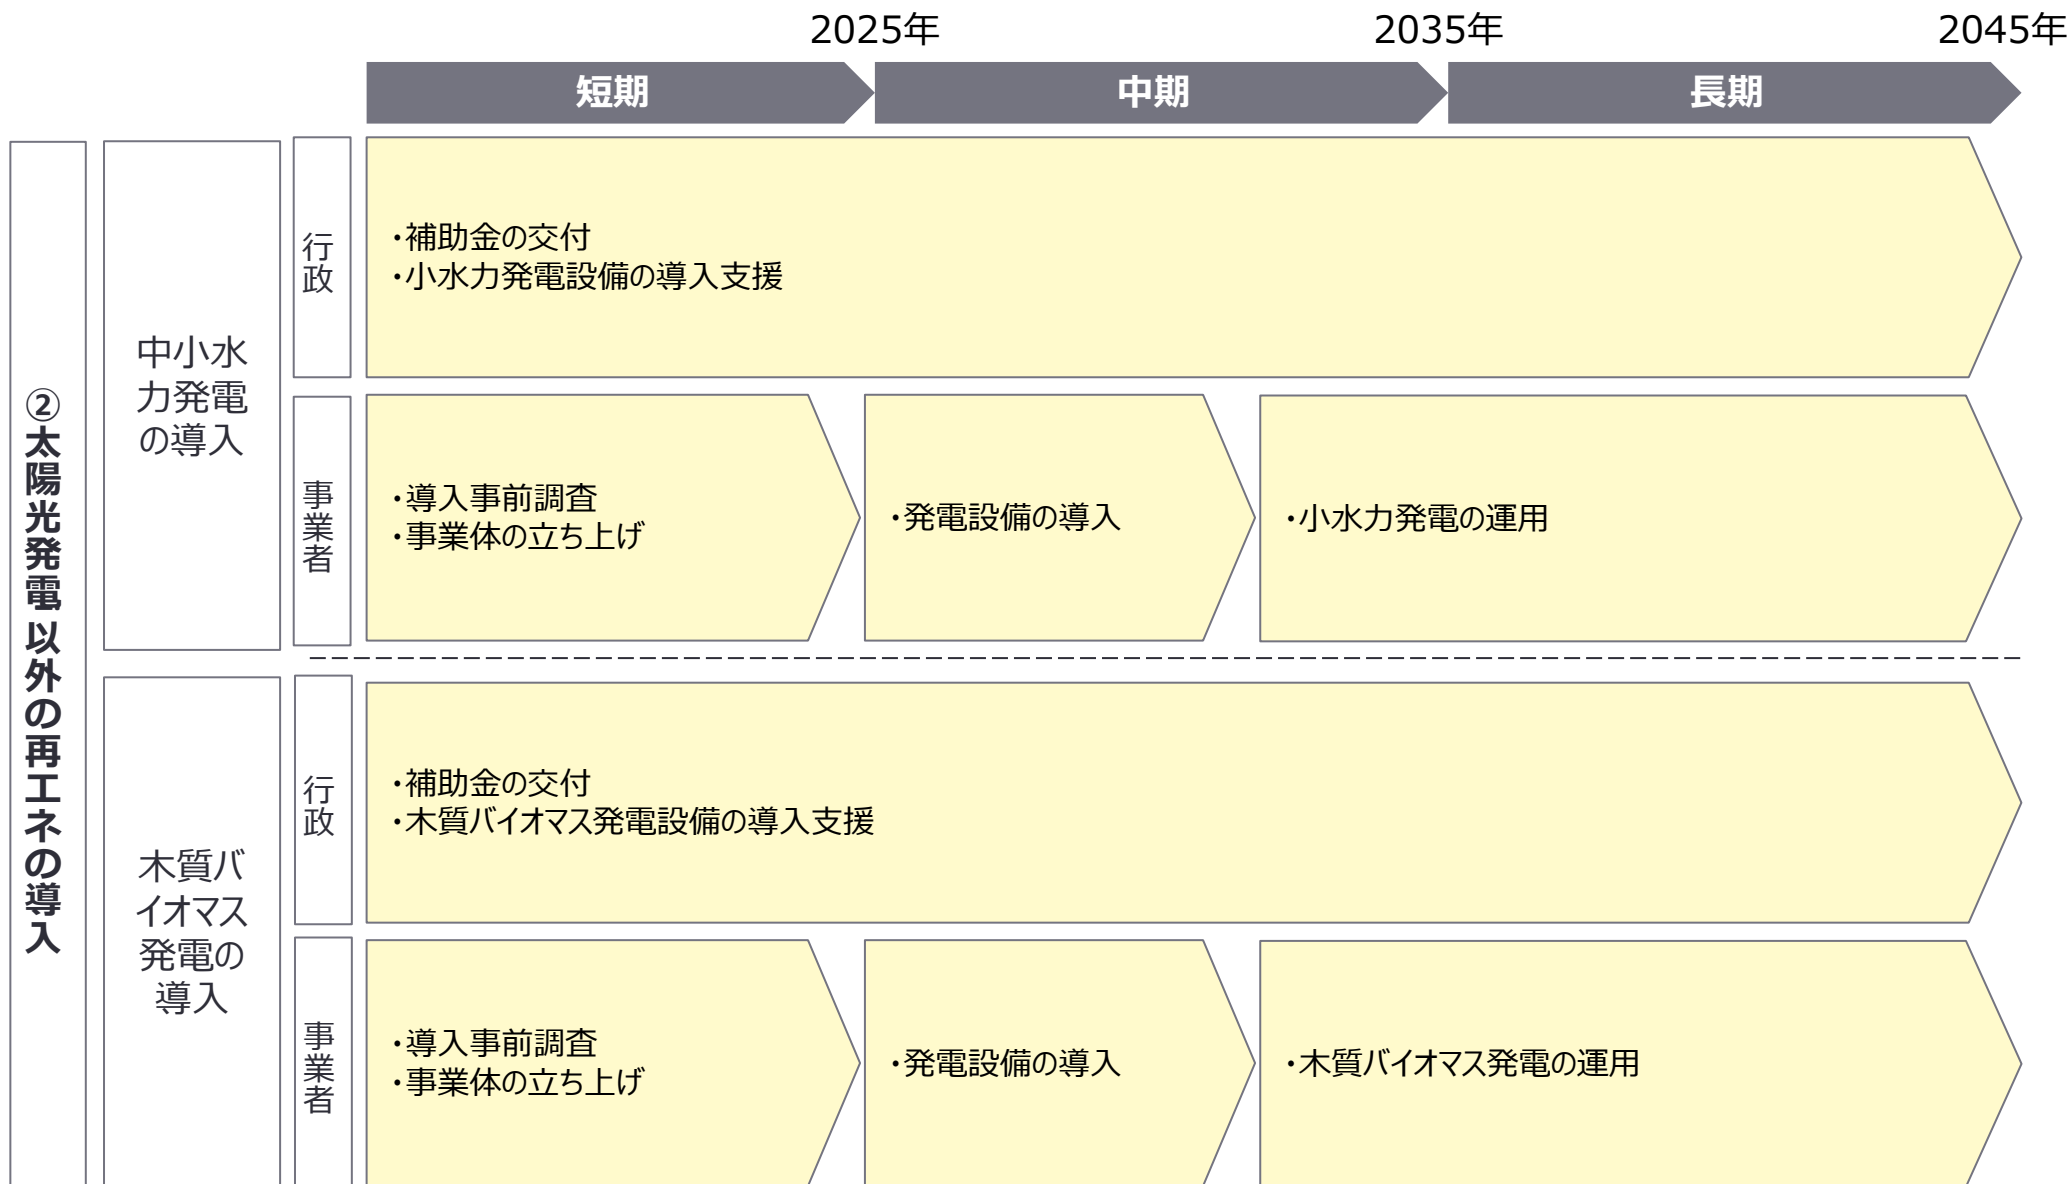 2025年
2035年
2045年
短期
中期
長期
②太陽光発電以外の再エネの導入
中小水
力発電
の導入
行政
・補助金の交付
・小水力発電設備の導入支援
事業者
・導入事前調査
・事業体の立ち上げ
・発電設備の導入
・小水力発電の運用
木質バ
イオマス
発電の
導入
行政
・補助金の交付
・木質バイオマス発電設備の導入支援
事業者
・導入事前調査
・事業体の立ち上げ
・発電設備の導入
・木質バイオマス発電の運用